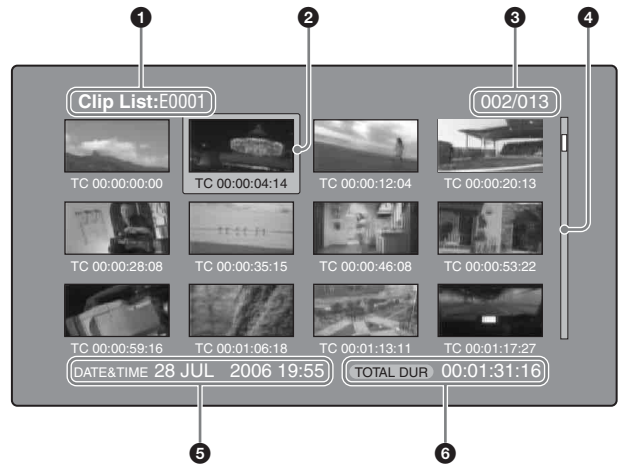 1 2 3 4
Clip List:E0001 002/013
TC 00:00:00:00 TC 00:00:04:14 TC 00:00:12:04 TC 00:00:20:13
TC 00:00:28:08 TC 00:00:35:15 TC 00:00:46:08 TC 00:00:53:22
TC 00:00:59:16 TC 00:01:06:18 TC 00:01:13:11 TC 00:01:17:27
DATE&TIME 28 JUL 2006 19:55 TOTAL DUR 00:01:31:16
5 6